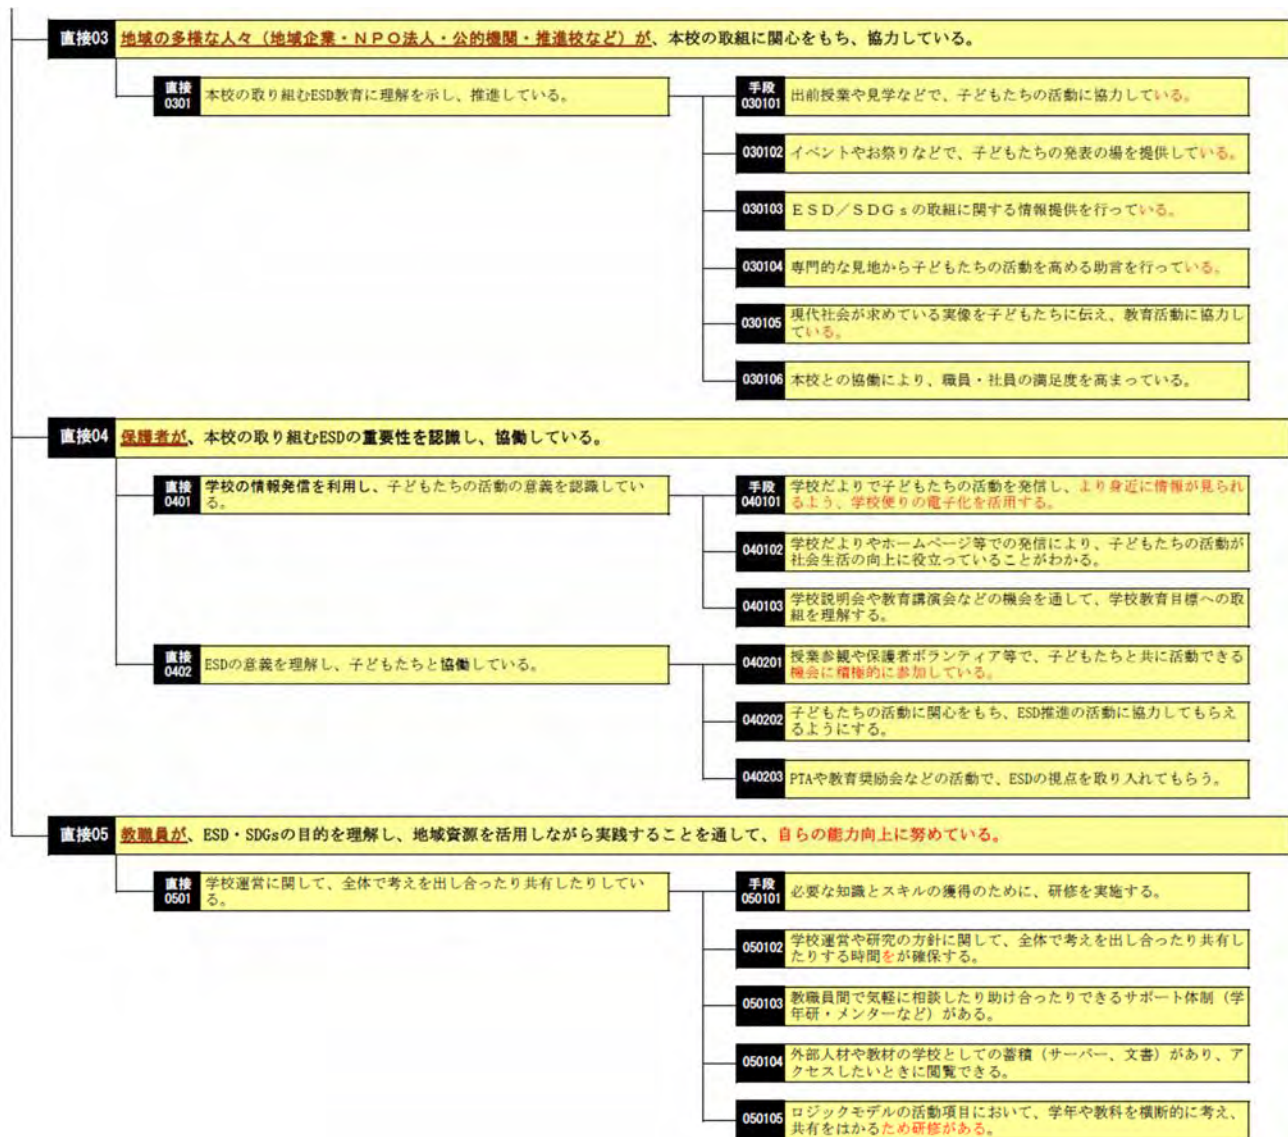 直接03 地域の多様な人々（地域企業・ＮＰＯ法人・公的機関・推進校など）が、本校の取組に関心をもち、協力している。
直接
0301 本校の取り組むESD教育に理解を示し、推進している。
手段
030101 出前授業や見学などで、子どもたちの活動に協力している。
030102 イベントやお祭りなどで、子どもたちの発表の場を提供している。
030103 ＥＳＤ／ＳＤＧｓの取組に関する情報提供を行っている。
030104 専門的な見地から子どもたちの活動を高める助言を行っている。
030105 現代社会が求めている実像を子どもたちに伝え、教育活動に協力し
ている。
030106 本校との協働により、職員・社員の満足度を高まっている。
直接04 保護者が、本校の取り組むESDの重要性を認識し、協働している。
直接
0401 学校の情報発信を利用し、子どもたちの活動の意義を認識してい
る。
手段
040101 学校だよりで子どもたちの活動を発信し、より身近に情報が見られ
るよう、学校便りの電子化を活用する。
040102 学校だよりやホームページ等での発信により、子どもたちの活動が
社会生活の向上に役立っていることがわかる。
040103 学校説明会や教育講演会などの機会を通して、学校教育目標への取
組を理解する。
直接
0402 ESDの意義を理解し、子どもたちと協働している。
040201 授業参観や保護者ボランティア等で、子どもたちと共に活動できる
機会に積極的に参加している。
040202 子どもたちの活動に関心をもち、ESD推進の活動に協力してもらえ
るようにする。
040203 PTAや教育奨励会などの活動で、ESDの視点を取り入れてもらう。
直接05 教職員が、ESD・SDGsの目的を理解し、地域資源を活用しながら実践することを通して、自らの能力向上に努めている。
直接
0501 学校運営に関して、全体で考えを出し合ったり共有したりしてい
る。
手段
050101 必要な知識とスキルの獲得のために、研修を実施する。
050102 学校運営や研究の方針に関して、全体で考えを出し合ったり共有し
たりする時間をが確保する。
050103 教職員間で気軽に相談したり助け合ったりできるサポート体制（学
年研・メンターなど）がある。
050104 外部人材や教材の学校としての蓄積（サーバー、文書）があり、ア
クセスしたいときに閲覧できる。
050105 ロジックモデルの活動項目において、学年や教科を横断的に考え、
共有をはかるため研修がある。